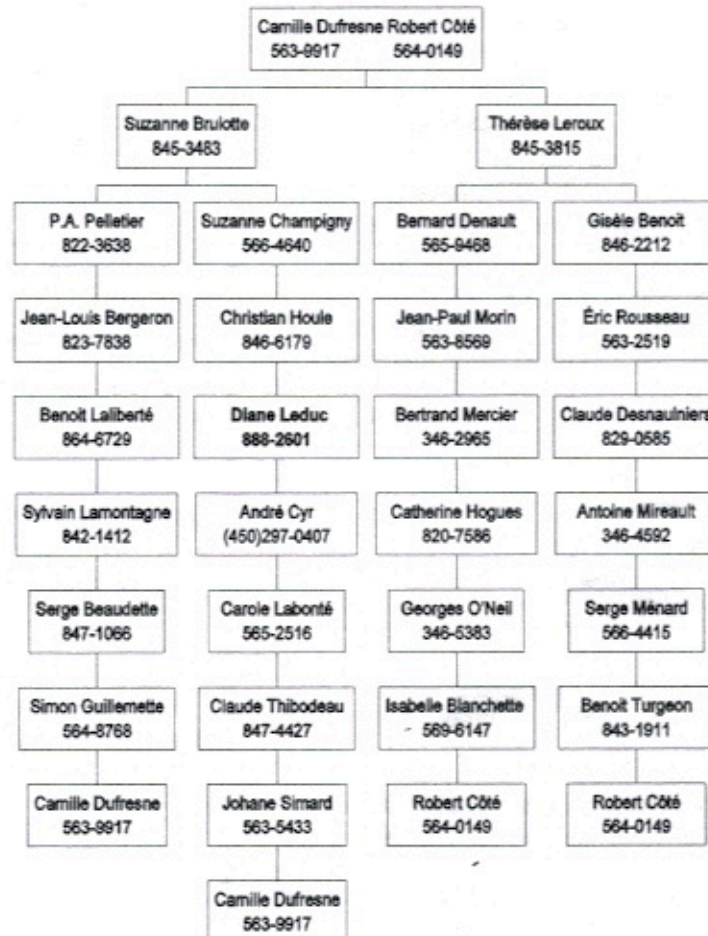 Camille Dufresne Robert Côté
563-9917 564-0149
Suzanne Brulotte
845-3483
Thérèse Leroux
845-3815
P.A. Pelletier
822-3638
Suzanne Champigny
566-4640
Bernard Denault
565-9468
Gisèle Benoit
846-2212
Jean-Louis Bergeron
823-7838
Christian Houle
846-6179
Jean-Paul Morin
563-8569
Éric Rousseau
563-2519
Benoit Laliberté
864-6729
Diane Leduc
888-2601
Bertrand Mercier
346-2965
Claude Desnaulniers
829-0585
Sylvain Lamontagne
842-1412
André Cyr
(450)297-0407
Catherine Hogues
820-7586
Antoine Mireault
346-4592
Serge Beaudette
847-1066
Carole Labonté
565-2516
Georges O'Neil
346-5383
Serge Ménard
566-4415
Simon Guillemette
564-8768
Claude Thibodeau
847-4427
Isabelle Blanchette
569-6147
Benoit Turgeon
843-1911
Camille Dufresne
563-9917
Johane Simard
563-5433
Robert Côté
564-0149
Robert Côté
564-0149
Camille Dufresne
563-9917